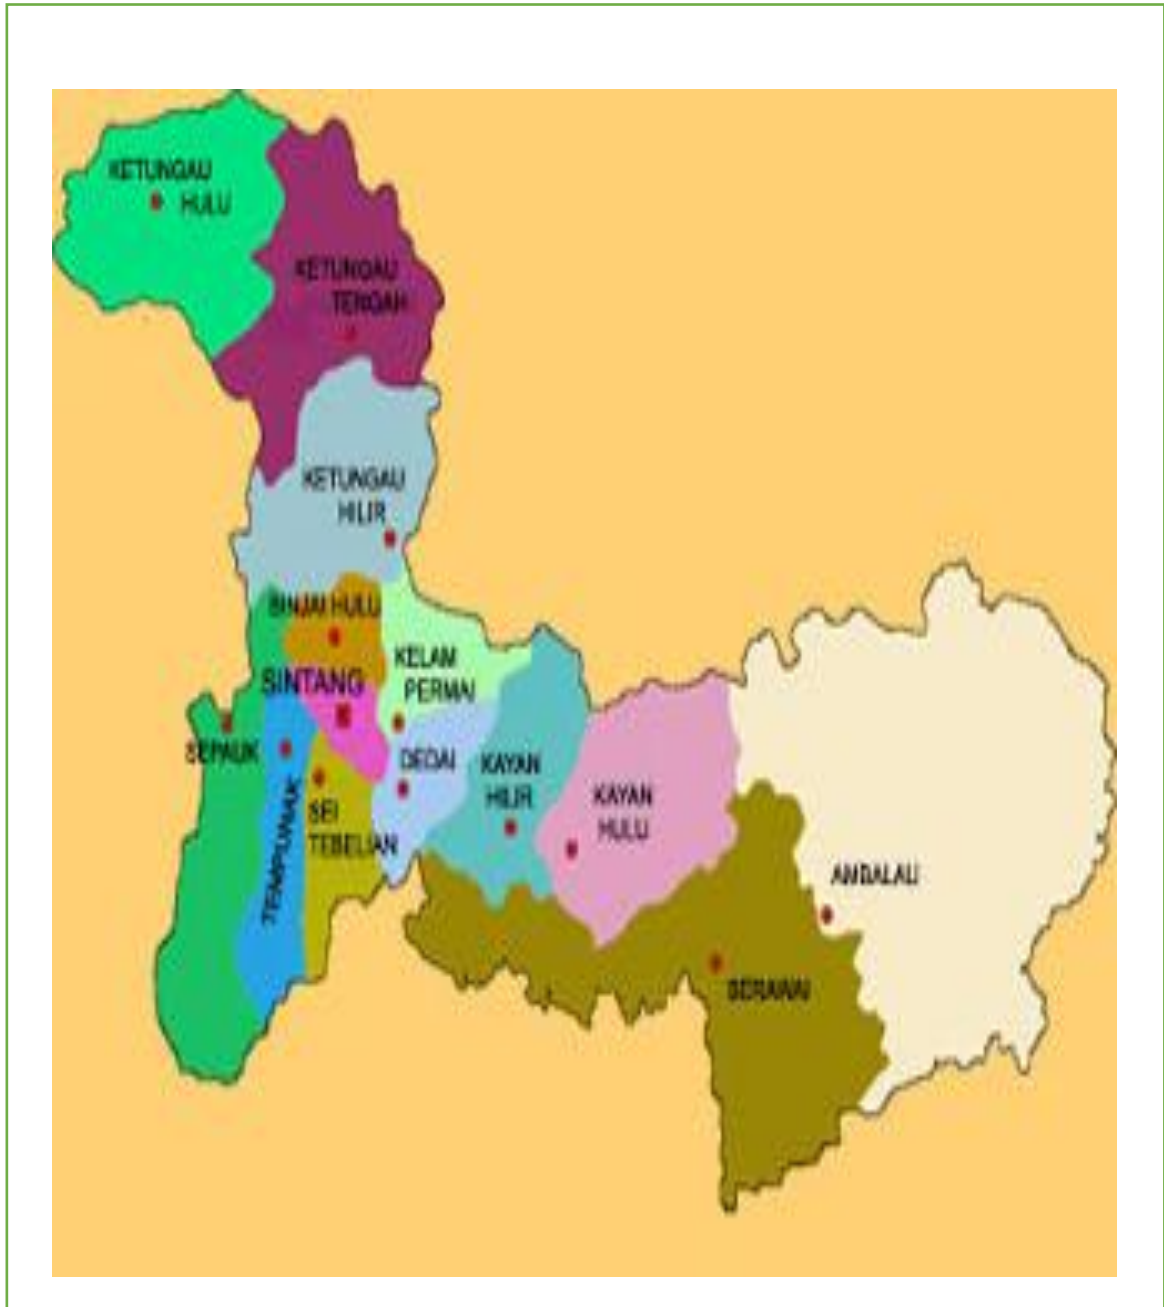 KETUNGAU
HULU
KETUNGAU
TENGAH
KETUNGAU
HILIR
BINJAI HULU
KELAM
PERMAI
SINTANG
SEPAUK
DEDAI
KAYAN
HILIR
KAYAN
HULU
SEI
TEBELIAN
TEMPUNAK
AMBALAU
SERAWAI